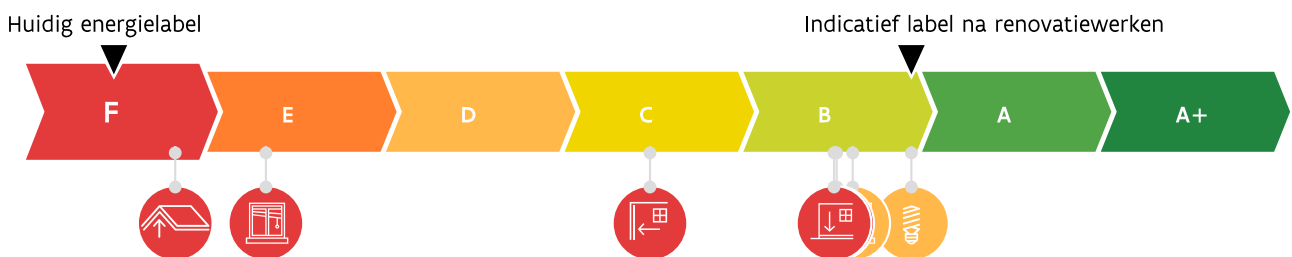 Huidig energielabel
Indicatief label na renovatiewerken
F
E
D
C
B
A
A+